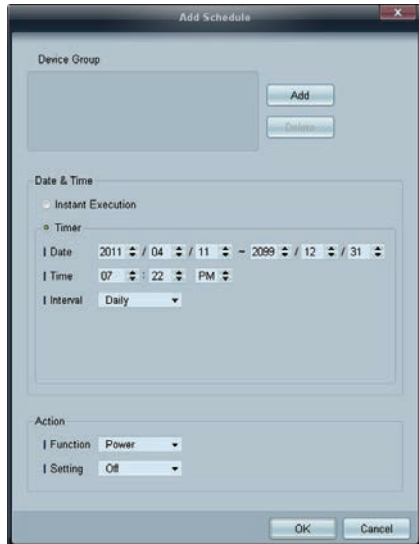 Add Schedule
Device Group
Add
Delete
Date & Time
Instant Execution
Timer
Date 2011 / 04 / 11 ~ 2099 / 12 / 31
Time 07 : 22 PM
Interval Daily
Action
Function Power
Setting Off
OK Cancel